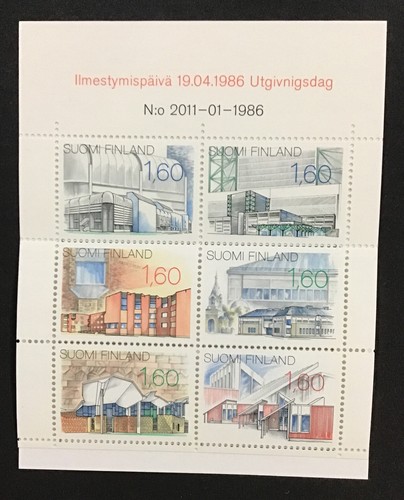 Ilmestymispäivä 19.04.1986 Utgivnigsdag
N:o 2011-01-1986
SUOMI FINLAND
1,60
SUOMI FINLAND
1,60
SUOMI FINLAND
1,60
SUOMI FINLAND
1,60
SUOMI FINLAND
1,60
SUOMI FINLAND
1,60